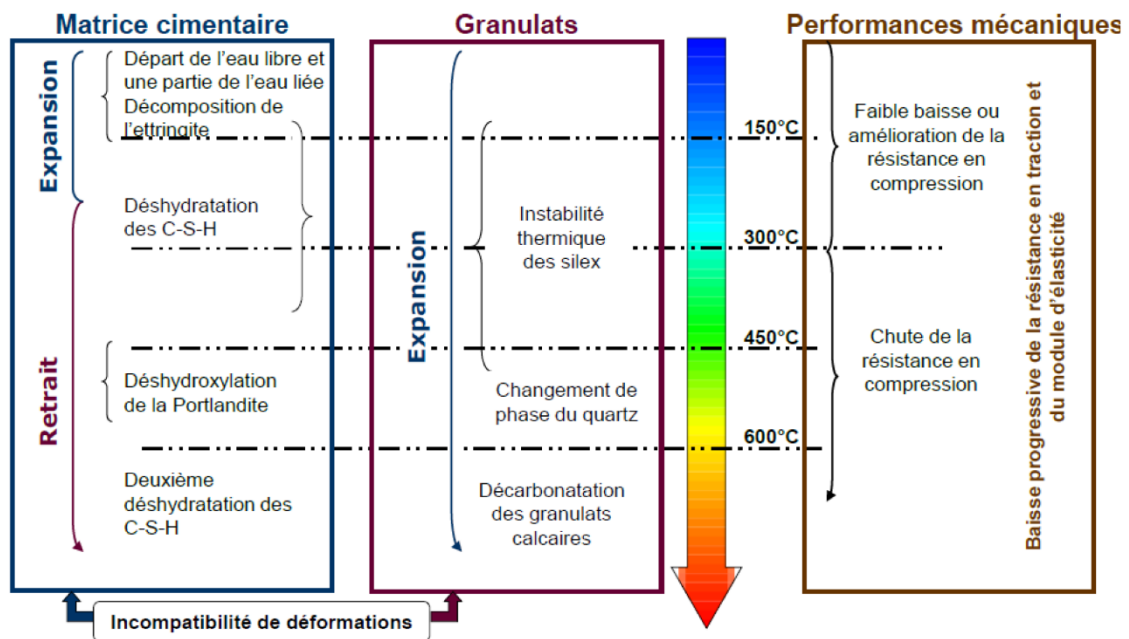 Matrice cimentaire
Expansion
Retrait
Départ de l'eau libre et
une partie de l'eau liée
Décomposition de
l'ettringite
Déshydratation
des C-S-H
Déshydroxylation
de la Portlandite
Deuxième
déshydratation des
C-S-H
Granulats
Expansion
Instabilité
thermique
des silex
Changement de
phase du quartz
Décarbonatation
des granulats
calcaires
150°C
300°C
450°C
600°C
Performances mécaniques
Faible baisse ou
amélioration de la
résistance en
compression
Chute de la
résistance en
compression
Baisse progressive de la résistance en traction et
du module d'élasticité
Incompatibilité de déformations